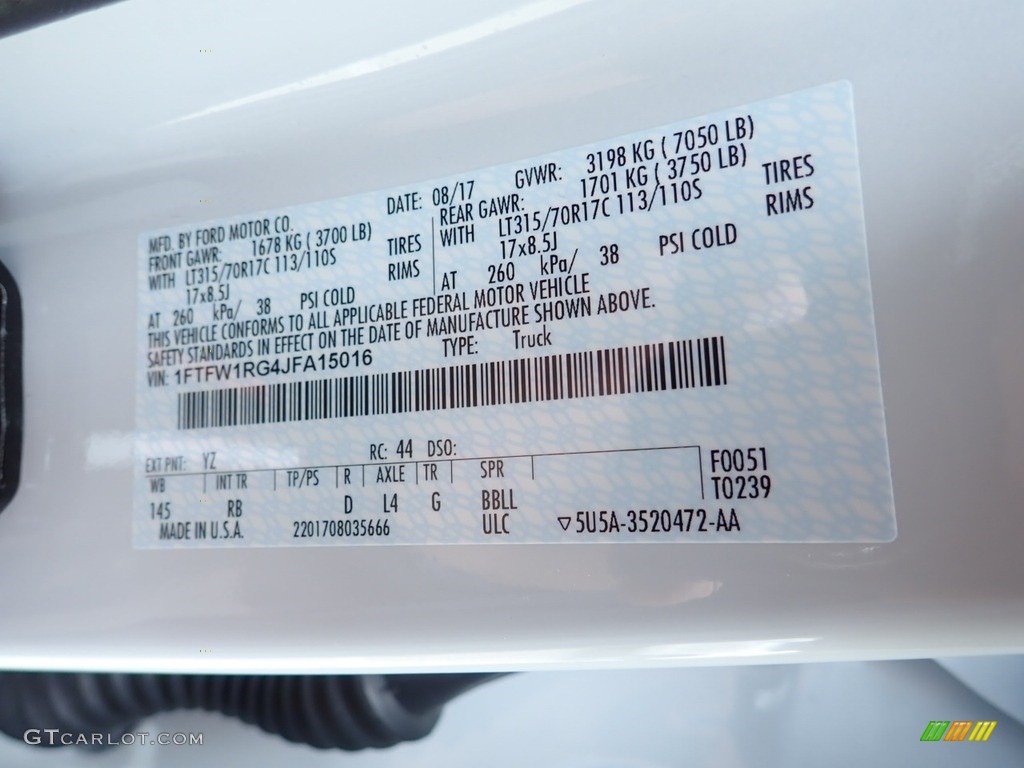 MFD. BY FORD MOTOR CO.
DATE: 08/17 GVWR: 3198 KG ( 7050 LB)
FRONT GAWR: 1678 KG ( 3700 LB)
REAR GAWR: 1701 KG ( 3750 LB)
WITH LT315/70R17C 113/110S TIRES
WITH LT315/70R17C 113/110S TIRES
17x8.5J RIMS
17x8.5J RIMS
AT 260 kPa/ 38 PSI COLD
AT 260 kPa/ 38 PSI COLD
THIS VEHICLE CONFORMS TO ALL APPLICABLE FEDERAL MOTOR VEHICLE
SAFETY STANDARDS IN EFFECT ON THE DATE OF MANUFACTURE SHOWN ABOVE.
VIN: 1FTFW1RG4JFA15016 TYPE: Truck
EXT PNT: YZ RC: 44 DSO:
WB INT TR TP/PS R AXLE TR SPR F0051
145 RB D L4 G BBLL T0239
MADE IN U.S.A. 2201708035666 ULC ▽5U5A-3520472-AA
GTCARLOT.COM